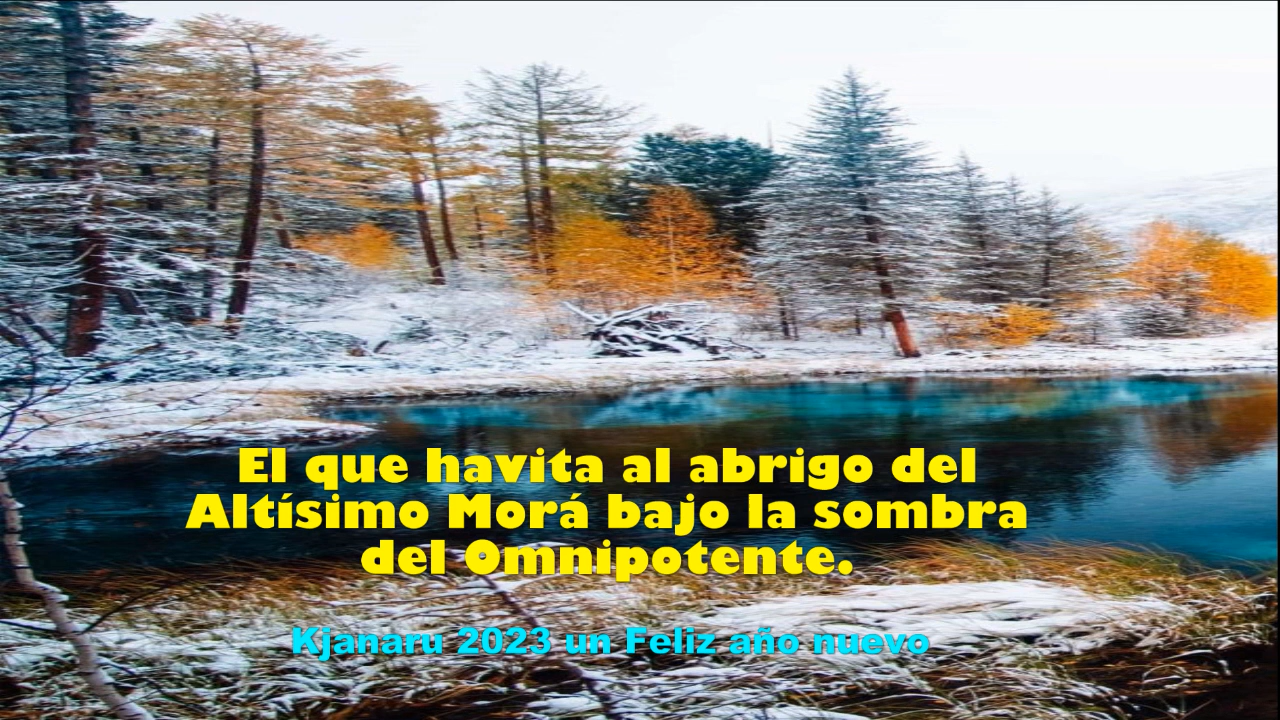 El que havita al abrigo del
Altísimo Morá bajo la sombra
del Omnipotente.
Kjanaru 2023 un Feliz año nuevo